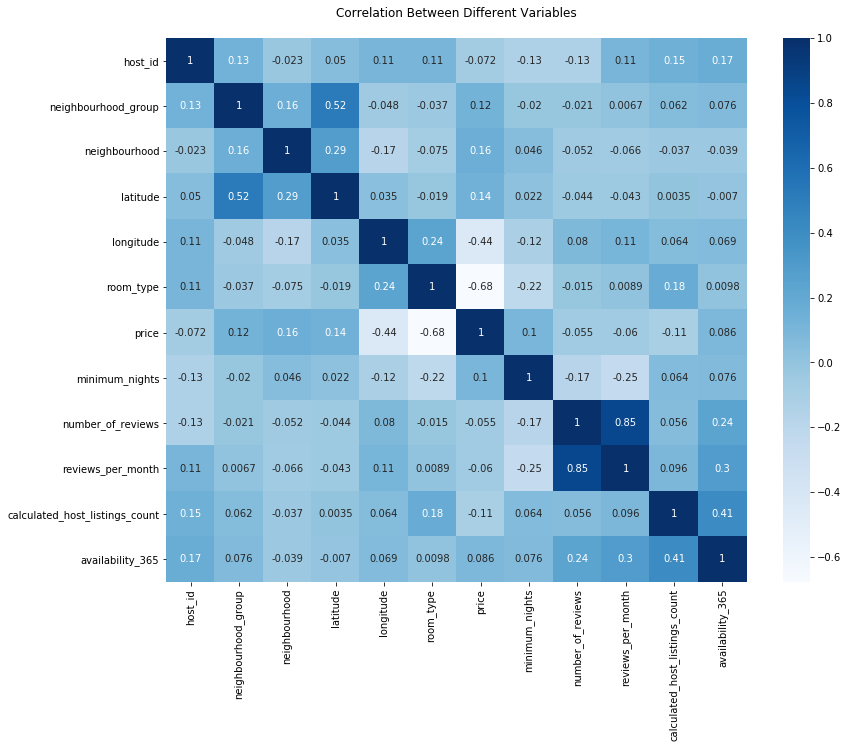 Correlation Between Different Variables
host_id 1 0.13 -0.023 0.05 0.11 0.11 -0.072 -0.13 -0.13 0.11 0.15 0.17
neighbourhood_group 0.13 1 0.16 0.52 -0.048 -0.037 0.12 -0.02 -0.021 0.0067 0.062 0.076
neighbourhood -0.023 0.16 1 0.29 -0.17 -0.075 0.16 0.046 -0.052 -0.066 -0.037 -0.039
latitude 0.05 0.52 0.29 1 0.035 -0.019 0.14 0.022 -0.044 -0.043 0.0035 -0.007
longitude 0.11 -0.048 -0.17 0.035 1 0.24 -0.44 -0.12 0.08 0.11 0.064 0.069
room_type 0.11 -0.037 -0.075 -0.019 0.24 1 -0.68 -0.22 -0.015 0.0089 0.18 0.0098
price -0.072 0.12 0.16 0.14 -0.44 -0.68 1 0.1 -0.055 -0.06 -0.11 0.086
minimum_nights -0.13 -0.02 0.046 0.022 -0.12 -0.22 0.1 1 -0.17 -0.25 0.064 0.076
number_of_reviews -0.13 -0.021 -0.052 -0.044 0.08 -0.015 -0.055 -0.17 1 0.85 0.056 0.24
reviews_per_month 0.11 0.0067 -0.066 -0.043 0.11 0.0089 -0.06 -0.25 0.85 1 0.096 0.3
calculated_host_listings_count 0.15 0.062 -0.037 0.0035 0.064 0.18 -0.11 0.064 0.056 0.096 1 0.41
availability_365 0.17 0.076 -0.039 -0.007 0.069 0.0098 0.086 0.076 0.24 0.3 0.41 1
host_id
neighbourhood_group
neighbourhood
latitude
longitude
room_type
price
minimum_nights
number_of_reviews
reviews_per_month
calculated_host_listings_count
availability_365
1.0
0.8
0.6
0.4
0.2
0.0
−0.2
−0.4
−0.6